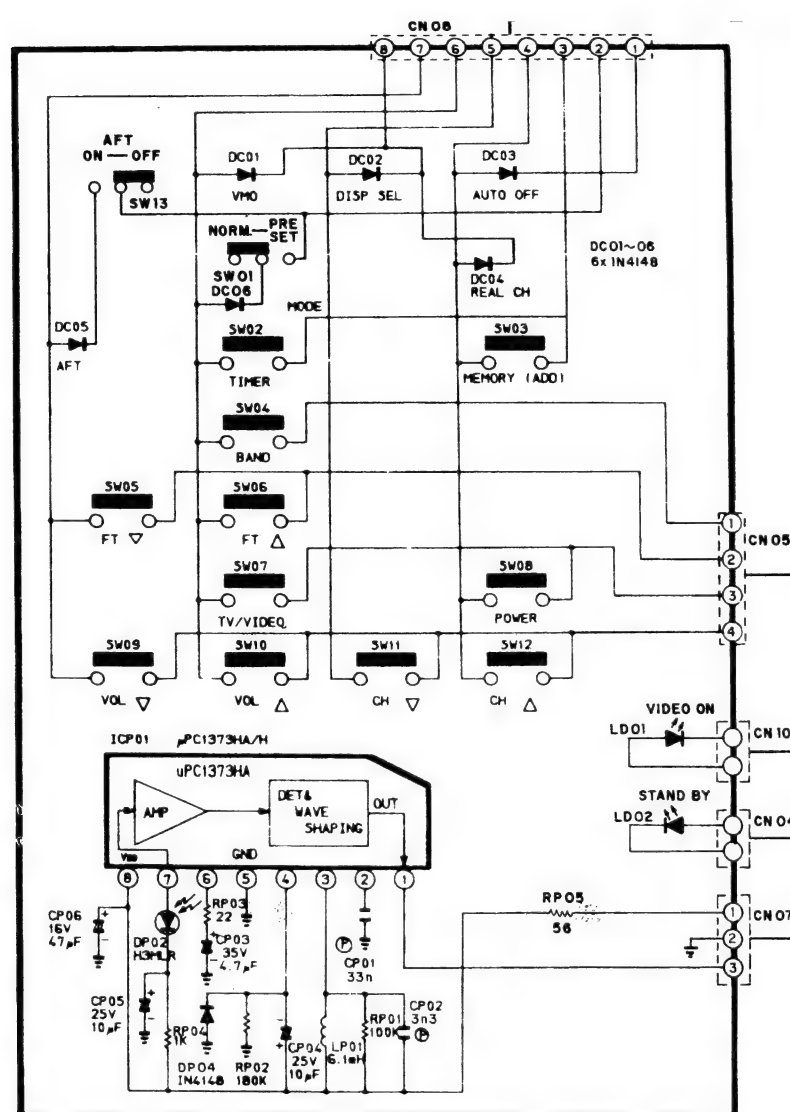 CN08
8 7 6 5 4 3 2 1
AFT
ON — OFF
SW13
DC01
VMO
DC02
DISP SEL
DC03
AUTO OFF
NORM.—PRE
SET
SW01
DC06
MODE
DC04
REAL CH
DC01~06
6x1N4148
DC05
AFT
SW02
TIMER
SW03
MEMORY (ADD)
SW04
BAND
SW05
FT ▽
SW06
FT △
SW07
TV/VIDEO
SW08
POWER
SW09
VOL ▽
SW10
VOL △
SW11
CH ▽
SW12
CH △
1
2
3
4
CN05
VIDEO ON
LD01
CN10
STAND BY
LD02
CN04
ICP01 µPC1373HA/H
uPC1373HA
AMP
DET&
WAVE
SHAPING
OUT
GND
8 7 6 5 4 3 2 1
CP06
16V
47µF
DP02
H3MLR
RP03
22
CP03
35V
4.7µF
P
CP01
33n
RP05
56
1
2
3
CN07
CP05
25V
10µF
RP04
1K
DP04
IN4148
RP02
180K
CP04
25V
10µF
LP01
6.1mH
RP01
100K
CP02
3n3
P